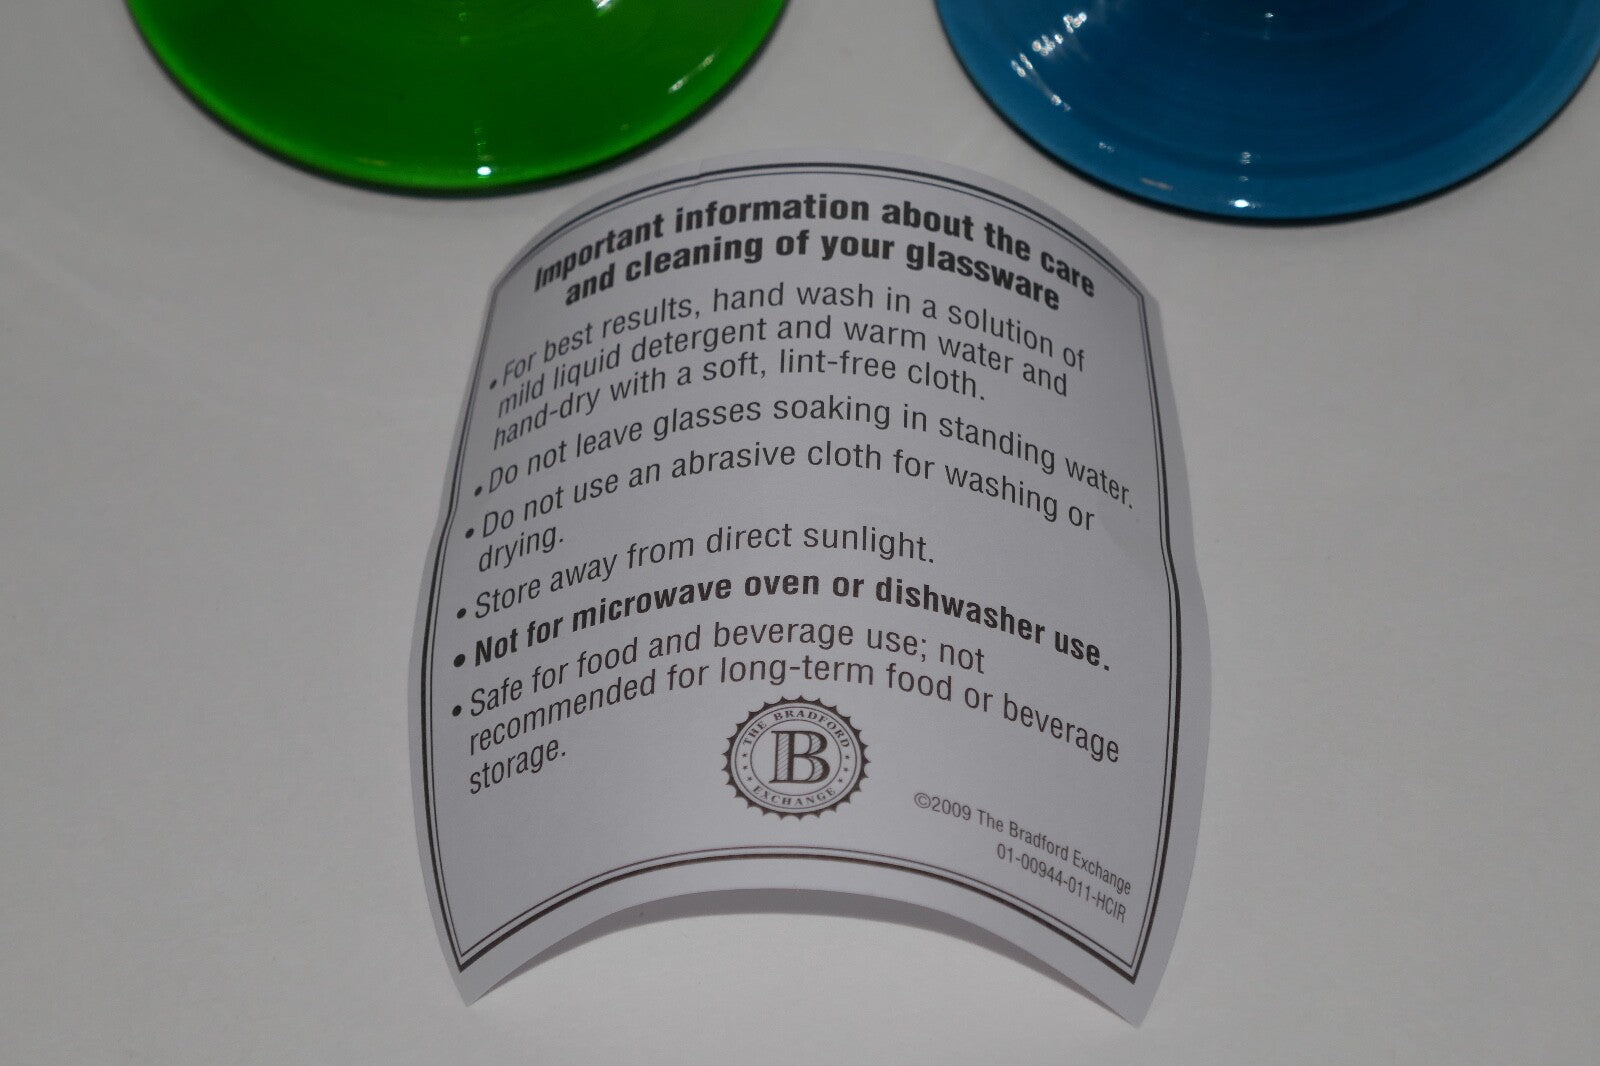 Important information about the care
and cleaning of your glassware
• For best results, hand wash in a solution of
mild liquid detergent and warm water and
hand-dry with a soft, lint-free cloth.
• Do not leave glasses soaking in standing water.
• Do not use an abrasive cloth for washing or
drying.
• Store away from direct sunlight.
• Not for microwave oven or dishwasher use.
• Safe for food and beverage use; not
recommended for long-term food or beverage
storage.
THE BRADFORD
B
EXCHANGE
©2009 The Bradford Exchange
01-00944-011-HCIR